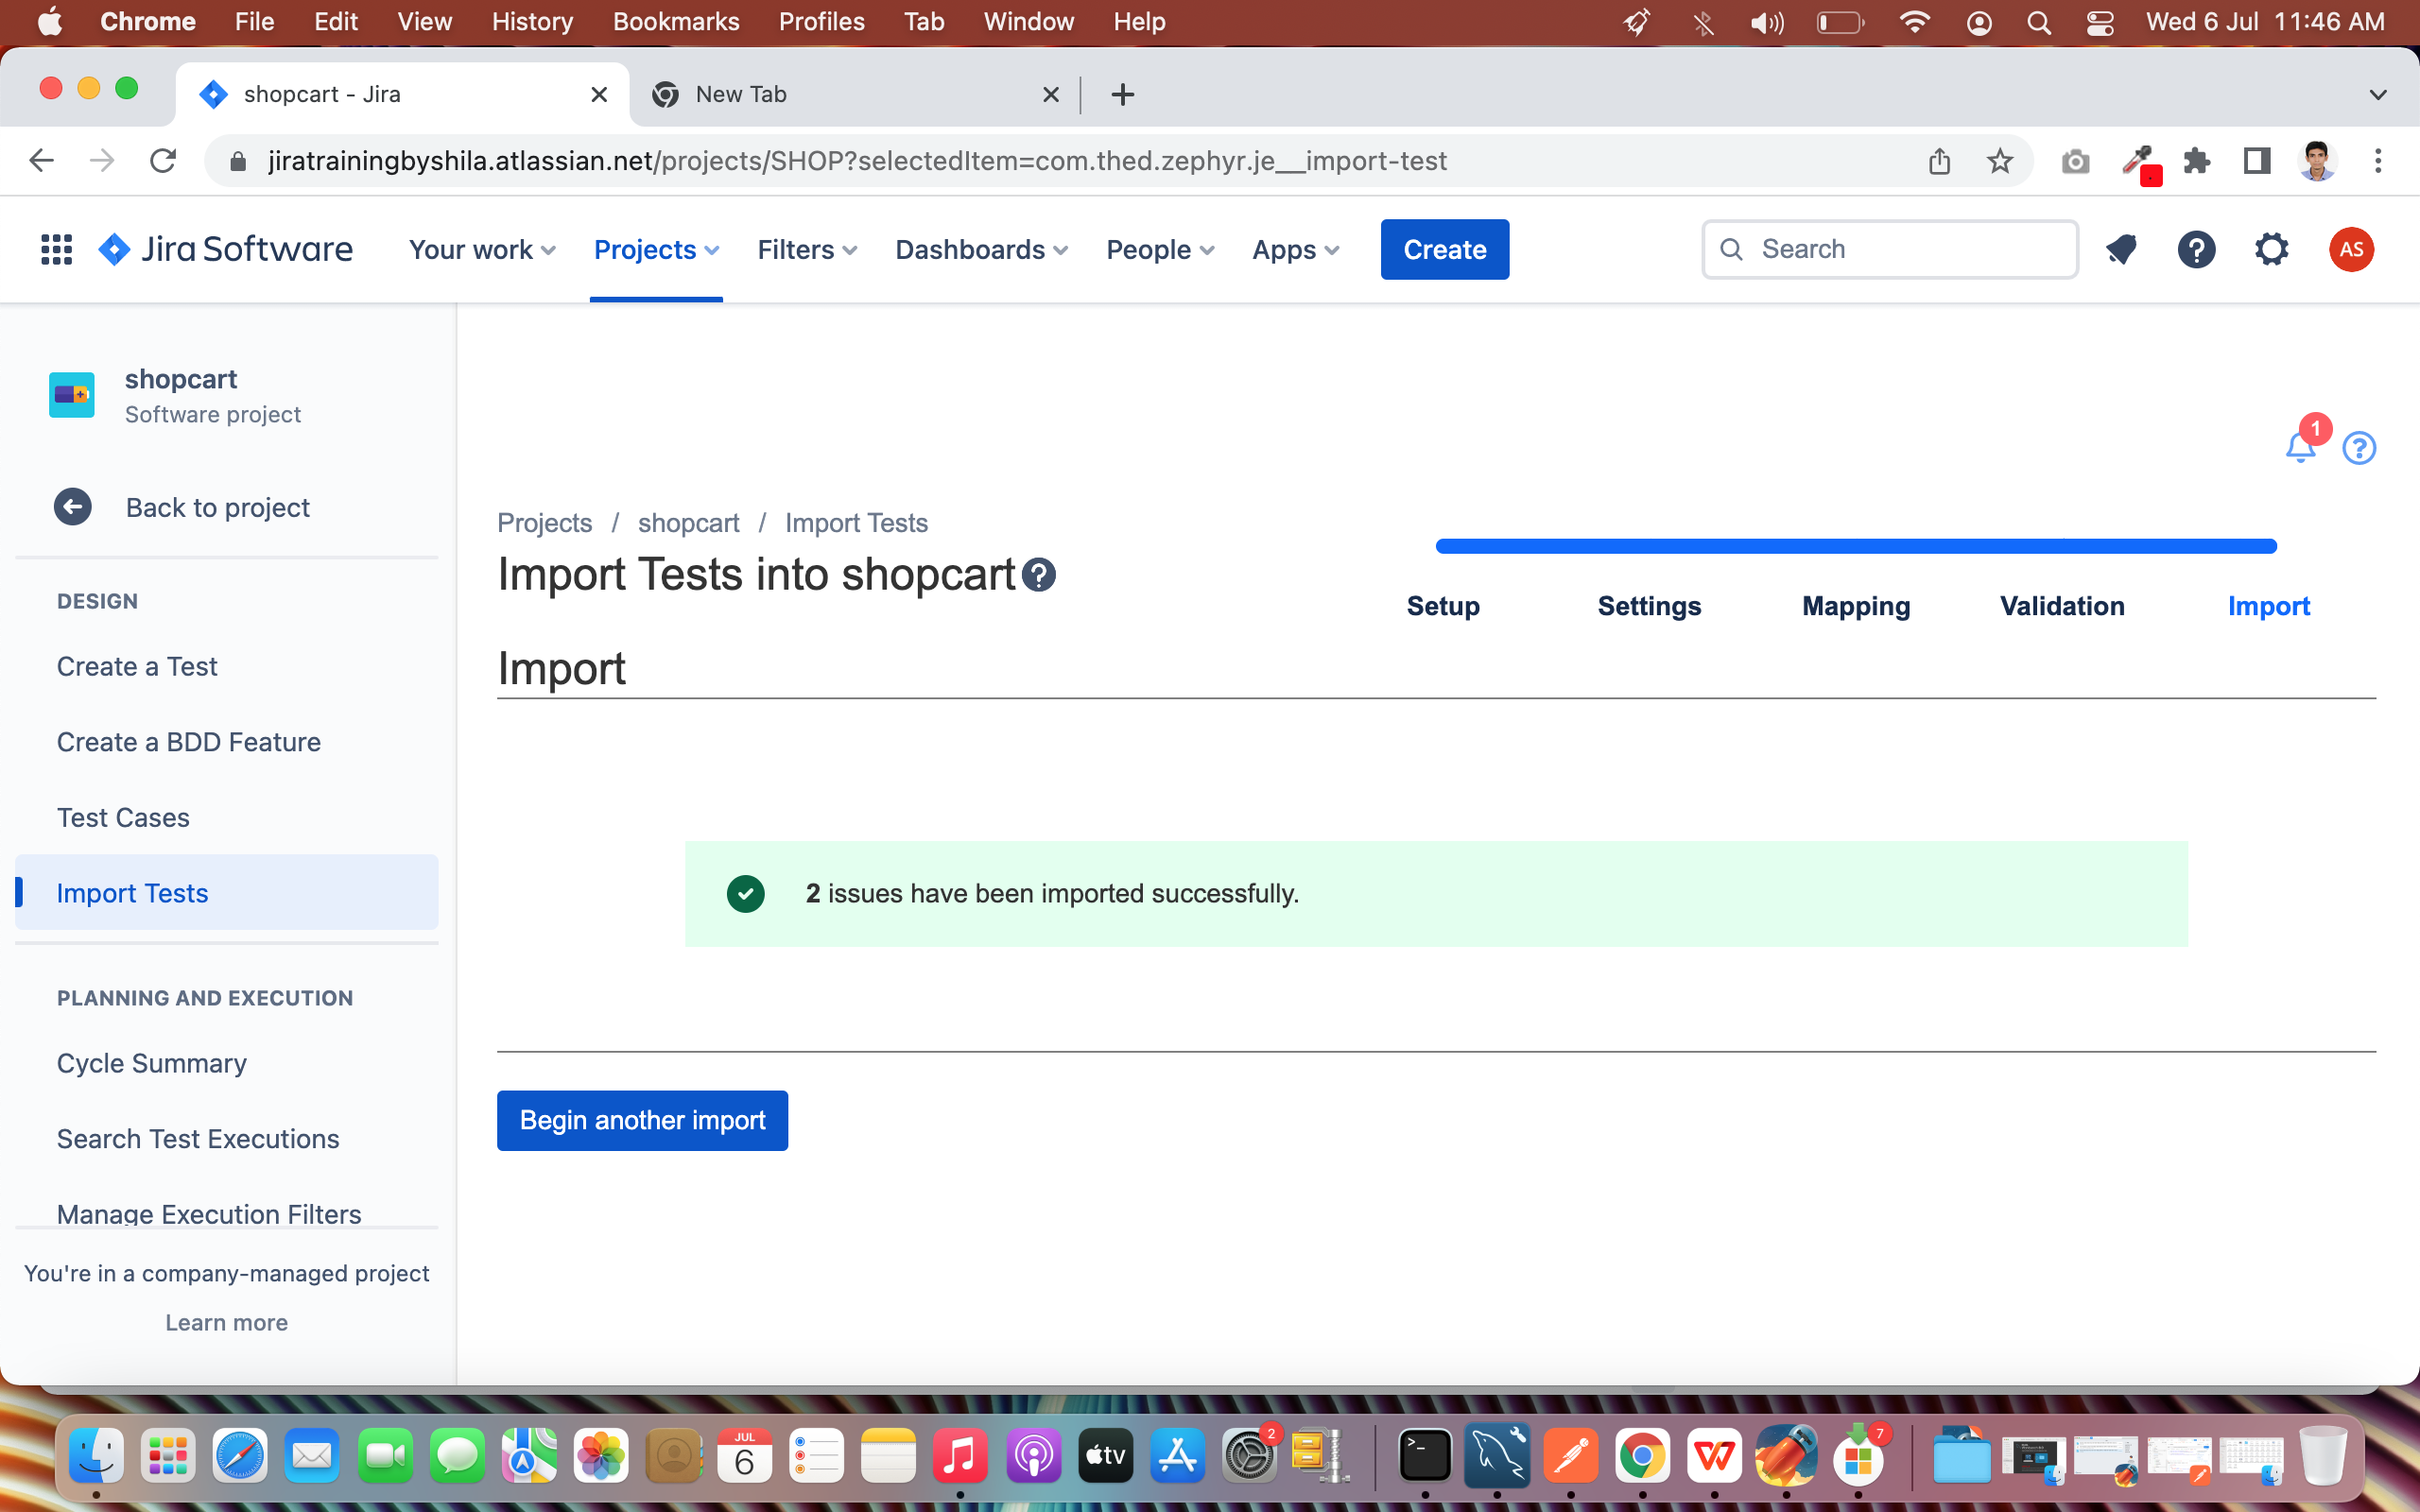 Chrome File Edit View History Bookmarks Profiles Tab Window Help Wed 6 Jul 11:46 AM
shopcart - Jira New Tab
jiratrainingbyshila.atlassian.net/projects/SHOP?selectedItem=com.thed.zephyr.je__import-test
Jira Software Your work Projects Filters Dashboards People Apps Create Search AS
shopcart
Software project
Back to project
DESIGN
Create a Test
Create a BDD Feature
Test Cases
Import Tests
PLANNING AND EXECUTION
Cycle Summary
Search Test Executions
Manage Execution Filters
You're in a company-managed project
Learn more
1
Projects / shopcart / Import Tests
Import Tests into shopcart
Setup Settings Mapping Validation Import
Import
2 issues have been imported successfully.
Begin another import
JUL
6
tv
2
7